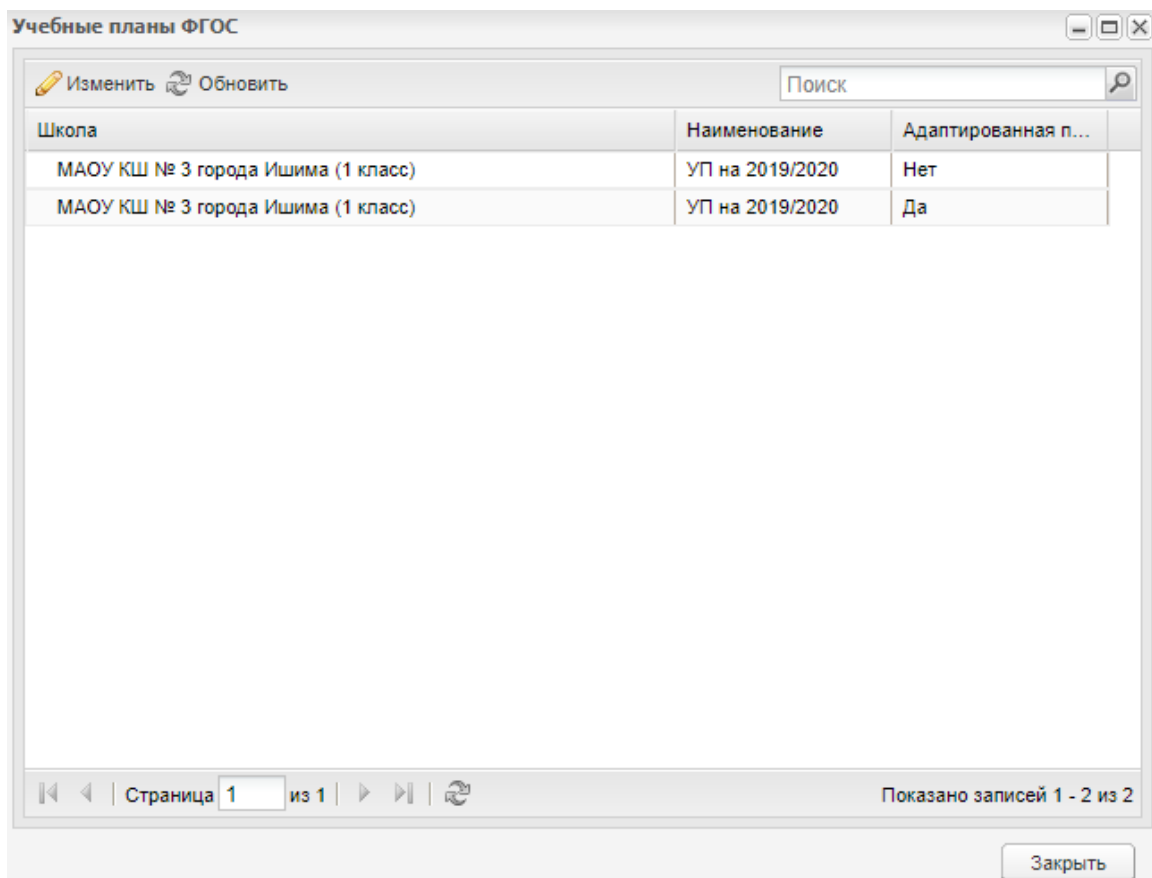 Учебные планы ФГОС
Изменить Обновить Поиск
Школа Наименование Адаптированная п...
МАОУ КШ № 3 города Ишима (1 класс) УП на 2019/2020 Нет
МАОУ КШ № 3 города Ишима (1 класс) УП на 2019/2020 Да
Страница 1 из 1 Показано записей 1 - 2 из 2
Закрыть